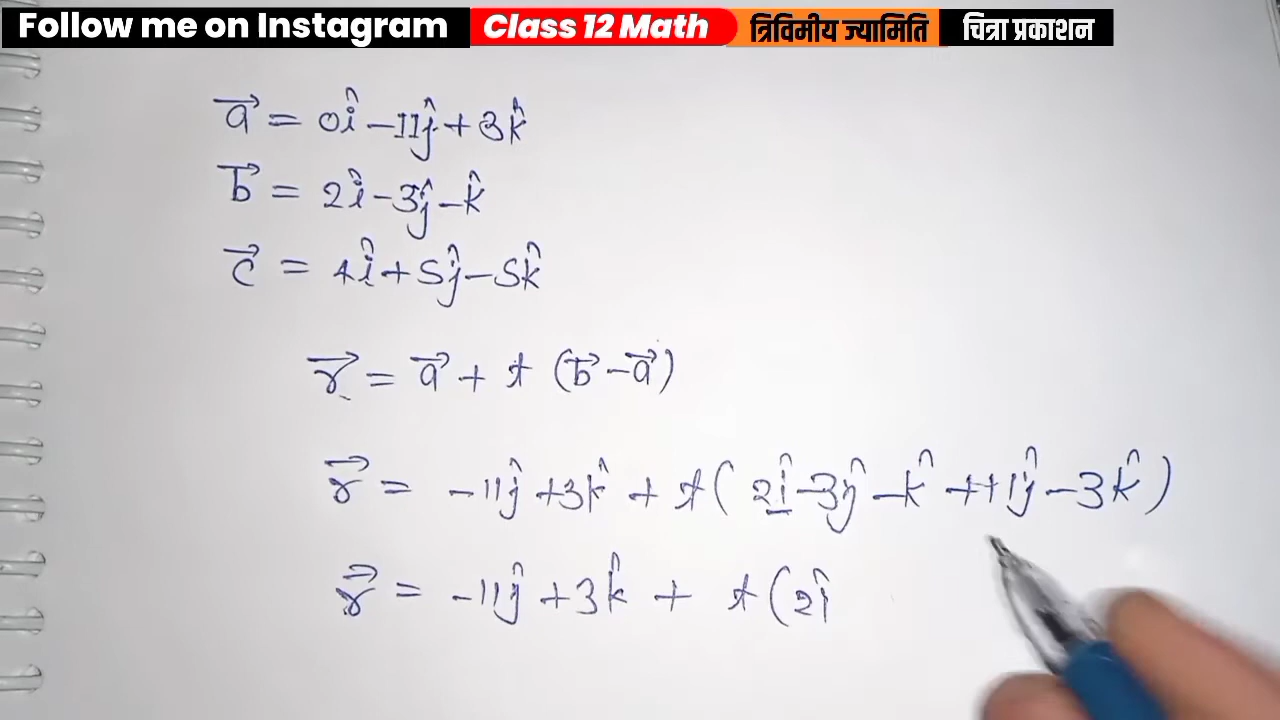 Follow me on Instagram Class 12 Math त्रिविमीय ज्यामिति चित्रा प्रकाशन
a⃗ = 0î - 11ĵ + 3k̂
b⃗ = 2î - 3ĵ - k̂
c⃗ = 4î + 5ĵ - 5k̂
r⃗ = a⃗ + t (b⃗ - a⃗)
r⃗ = -11ĵ + 3k̂ + t( 2î - 3ĵ - k̂ + 11ĵ - 3k̂ )
r⃗ = -11ĵ + 3k̂ + t(2î